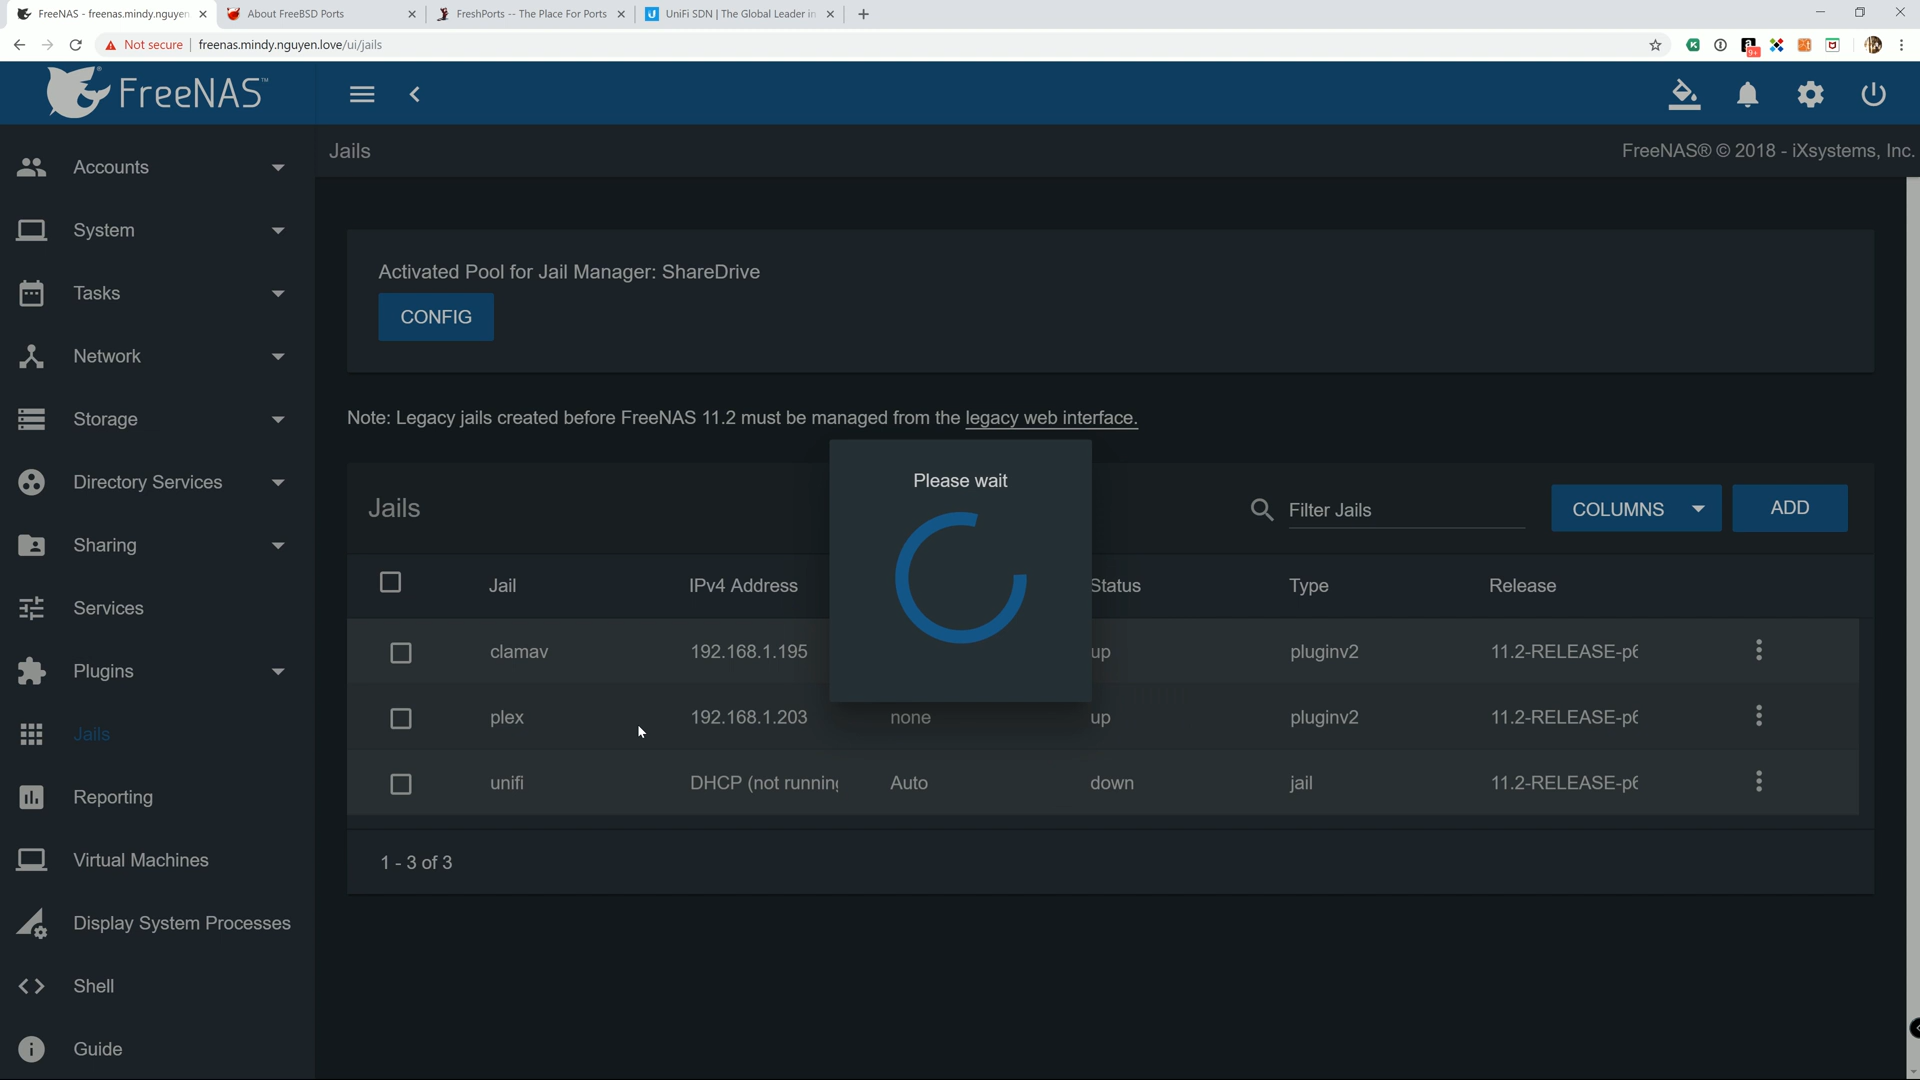 FreeNAS - freenas.mindy.nguyen
About FreeBSD Ports
FreshPorts -- The Place For Ports
UniFi SDN | The Global Leader in
Not secure
freenas.mindy.nguyen.love/ui/jails
9+
FreeNAS™
Jails
FreeNAS® © 2018 - iXsystems, Inc.
Accounts
System
Tasks
Network
Storage
Directory Services
Sharing
Services
Plugins
Jails
Reporting
Virtual Machines
Display System Processes
Shell
Guide
Activated Pool for Jail Manager: ShareDrive
CONFIG
Note: Legacy jails created before FreeNAS 11.2 must be managed from the legacy web interface.
Please wait
Jails
Filter Jails
COLUMNS
ADD
Jail IPv4 Address Status Type Release
clamav 192.168.1.195 up pluginv2 11.2-RELEASE-p6
plex 192.168.1.203 none up pluginv2 11.2-RELEASE-p6
unifi DHCP (not running Auto down jail 11.2-RELEASE-p6
1 - 3 of 3